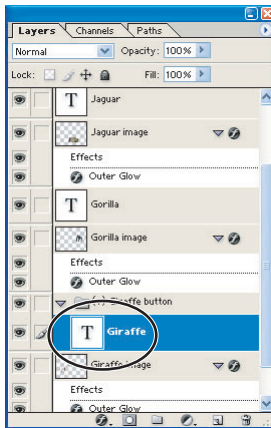 Layers Channels Paths
Normal Opacity: 100%
Lock: Fill: 100%
T Jaguar
Jaguar image
Effects
Outer Glow
T Gorilla
Gorilla image
Effects
Outer Glow
Giraffe button
T Giraffe
Giraffe image
Effects
Outer Glow